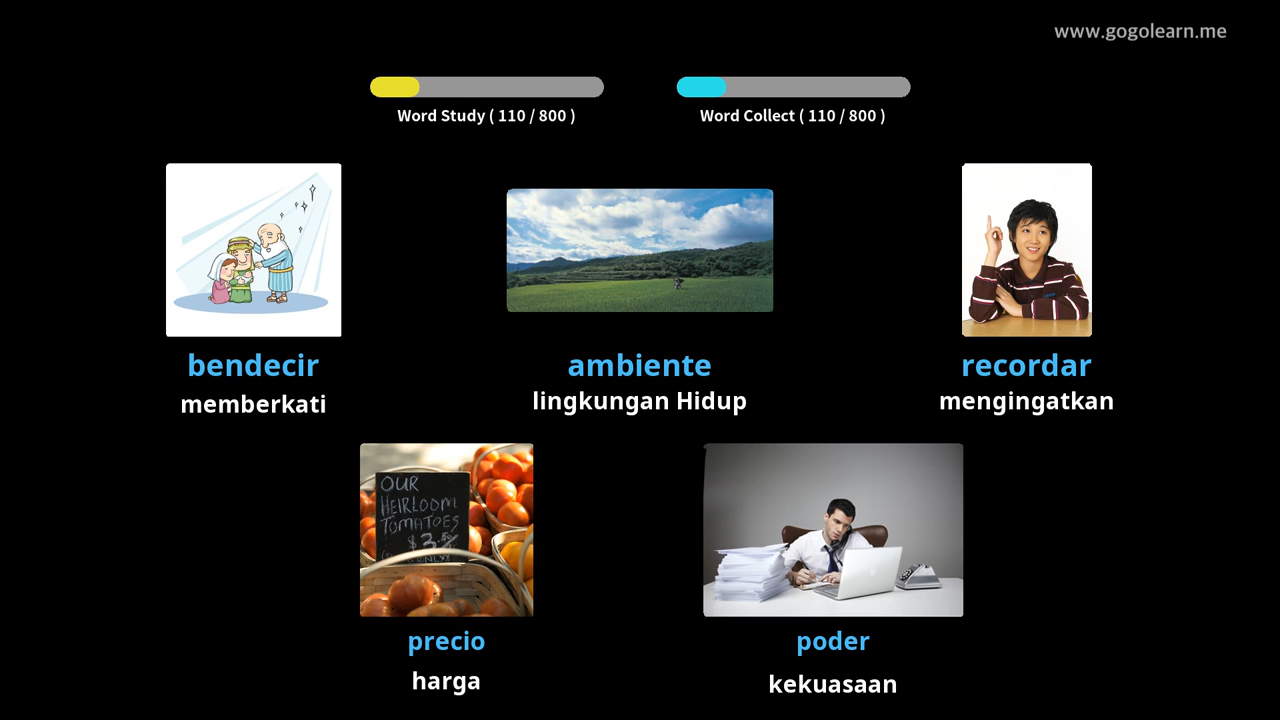 www.gogolearn.me
Word Study ( 110 / 800 )
Word Collect ( 110 / 800 )
bendecir
memberkati
ambiente
lingkungan Hidup
recordar
mengingatkan
OUR
HEIRLOOM
TOMATOES
precio
harga
poder
kekuasaan